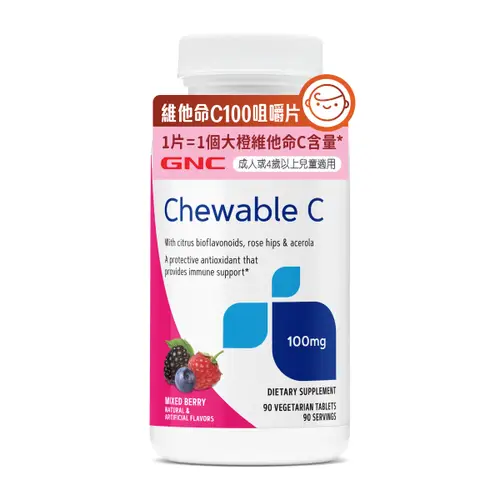 維他命C100咀嚼片
1片=1個大橙維他命C含量*
GNC 成人或4歲以上兒童適用
Chewable C
With citrus bioflavonoids, rose hips & acerola
A protective antioxidant that
provides immune support*
100mg
MIXED BERRY
NATURAL &
ARTIFICIAL FLAVORS
DIETARY SUPPLEMENT
90 VEGETARIAN TABLETS
90 SERVINGS